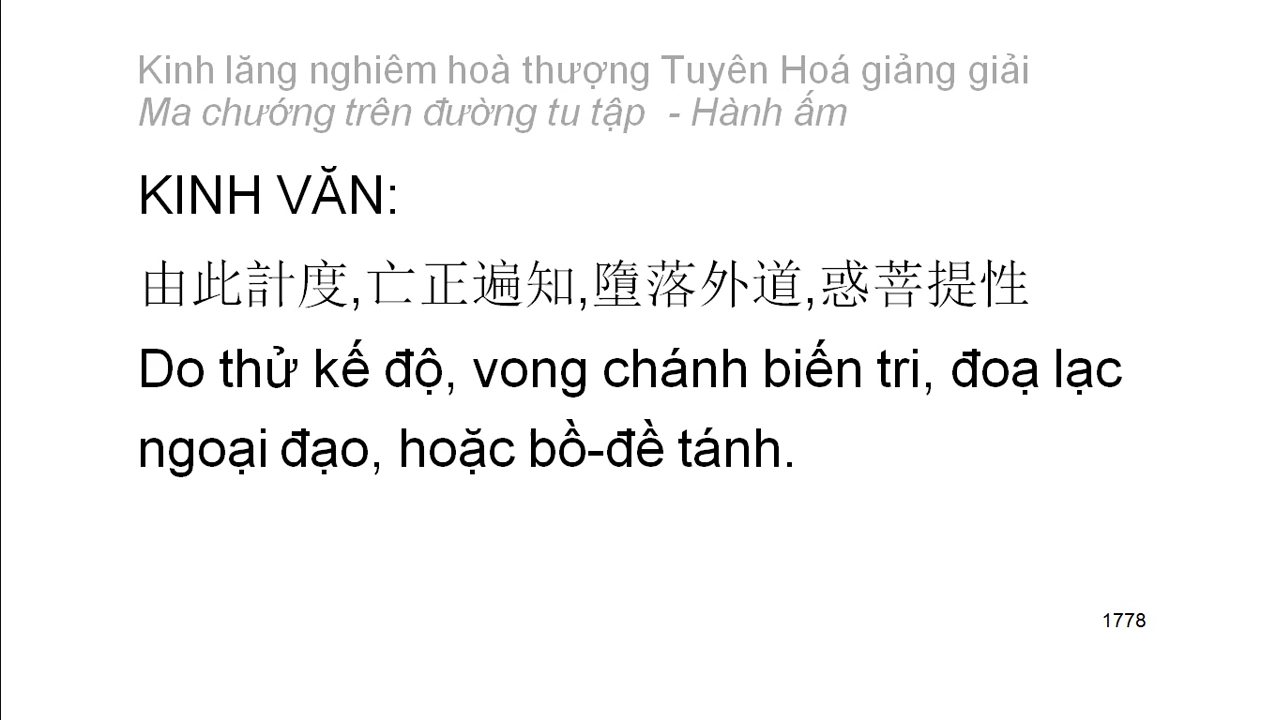 Kinh lăng nghiêm hoà thượng Tuyên Hoá giảng giải
Ma chướng trên đường tu tập - Hành ấm
KINH VĂN:
由此計度,亡正遍知,墮落外道,惑菩提性
Do thử kế độ, vong chánh biến tri, đoạ lạc
ngoại đạo, hoặc bồ-đề tánh.
1778